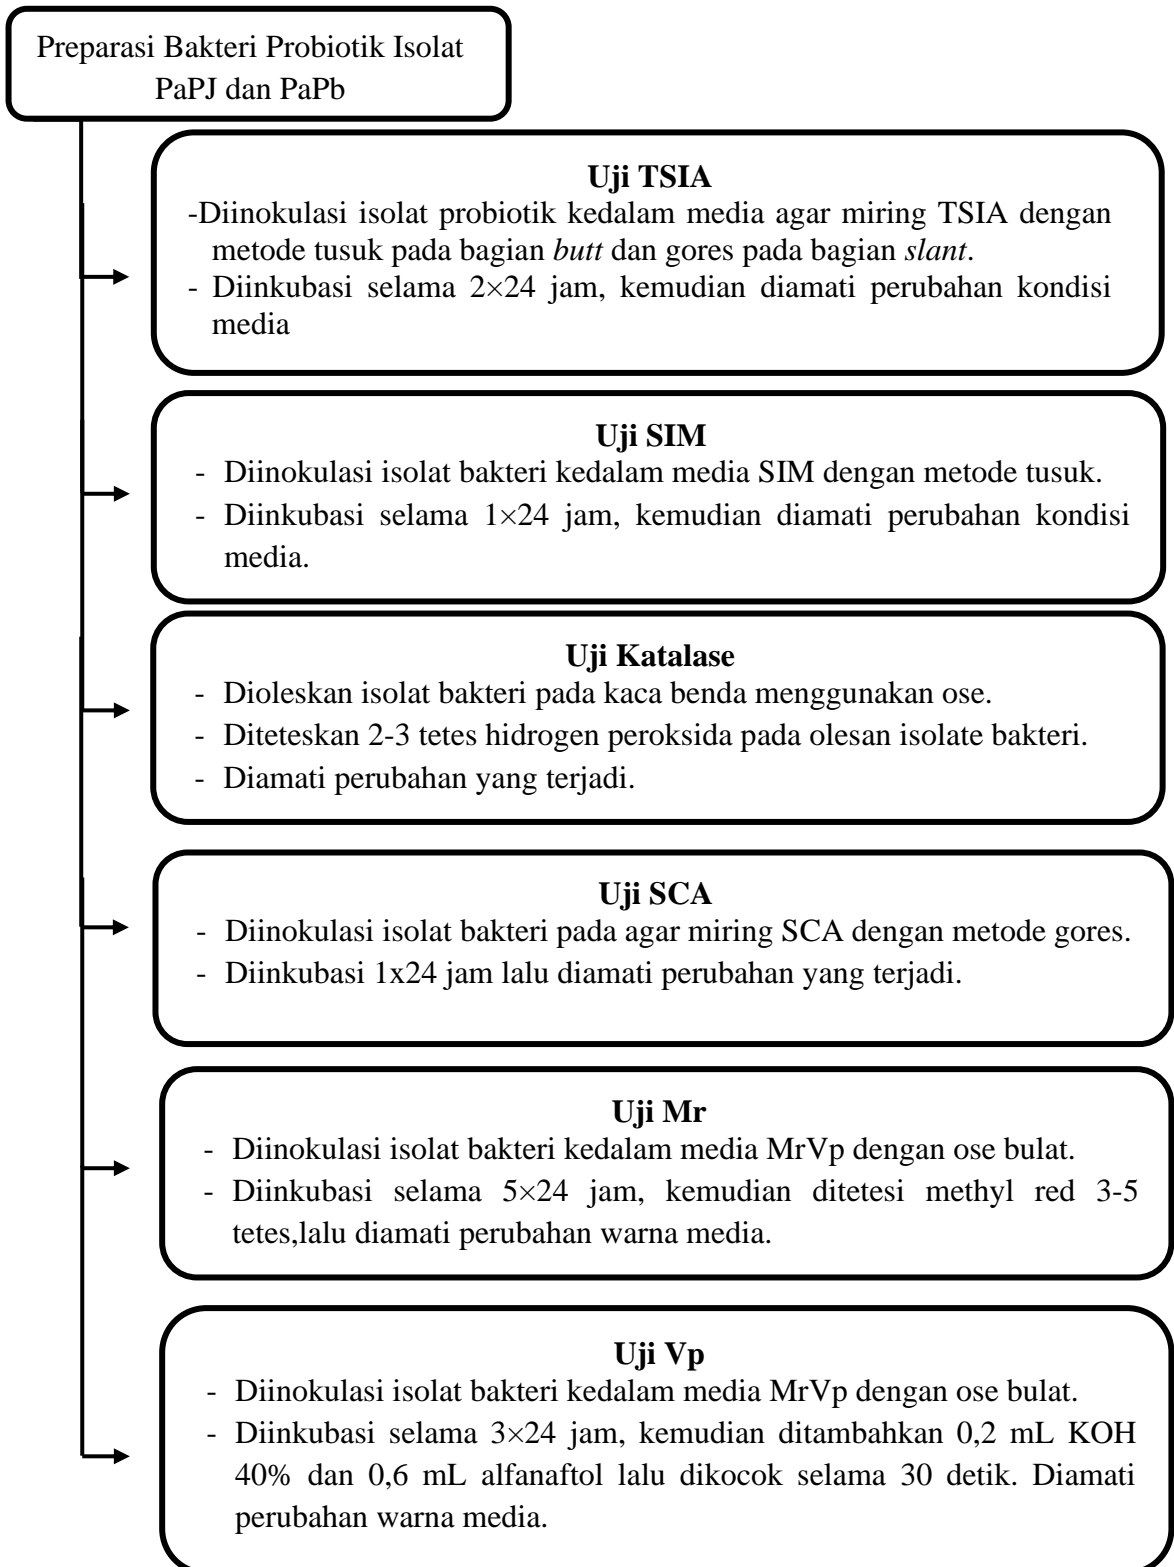 Preparasi Bakteri Probiotik Isolat
PaPJ dan PaPb
Uji TSIA
-Diinokulasi isolat probiotik kedalam media agar miring TSIA dengan
metode tusuk pada bagian butt dan gores pada bagian slant.
- Diinkubasi selama 2×24 jam, kemudian diamati perubahan kondisi
media
Uji SIM
- Diinokulasi isolat bakteri kedalam media SIM dengan metode tusuk.
- Diinkubasi selama 1×24 jam, kemudian diamati perubahan kondisi
media.
Uji Katalase
- Dioleskan isolat bakteri pada kaca benda menggunakan ose.
- Diteteskan 2-3 tetes hidrogen peroksida pada olesan isolate bakteri.
- Diamati perubahan yang terjadi.
Uji SCA
- Diinokulasi isolat bakteri pada agar miring SCA dengan metode gores.
- Diinkubasi 1x24 jam lalu diamati perubahan yang terjadi.
Uji Mr
- Diinokulasi isolat bakteri kedalam media MrVp dengan ose bulat.
- Diinkubasi selama 5×24 jam, kemudian ditetesi methyl red 3-5
tetes,lalu diamati perubahan warna media.
Uji Vp
- Diinokulasi isolat bakteri kedalam media MrVp dengan ose bulat.
- Diinkubasi selama 3×24 jam, kemudian ditambahkan 0,2 mL KOH
40% dan 0,6 mL alfanaftol lalu dikocok selama 30 detik. Diamati
perubahan warna media.